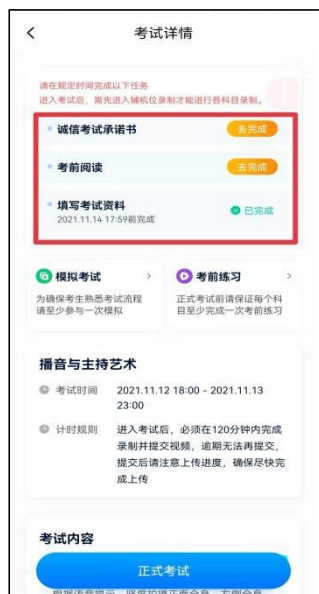 考试详情
请在规定时间完成以下任务
进入考试后，需先进入辅机位录制才能进行各科目录制。
诚信考试承诺书
去完成
考前阅读
去完成
填写考试资料
2021.11.14 17:59前完成
已完成
模拟考试
为确保考生熟悉考试流程
请至少参与一次模拟
考前练习
正式考试前请保证每个科
目至少完成一次考前练习
播音与主持艺术
考试时间 2021.11.12 18:00 - 2021.11.13
23:00
计时规则 进入考试后，必须在120分钟内完成
录制并提交视频，逾期无法再提交，
提交后请注意上传进度，确保尽快完
成上传
考试内容
正式考试